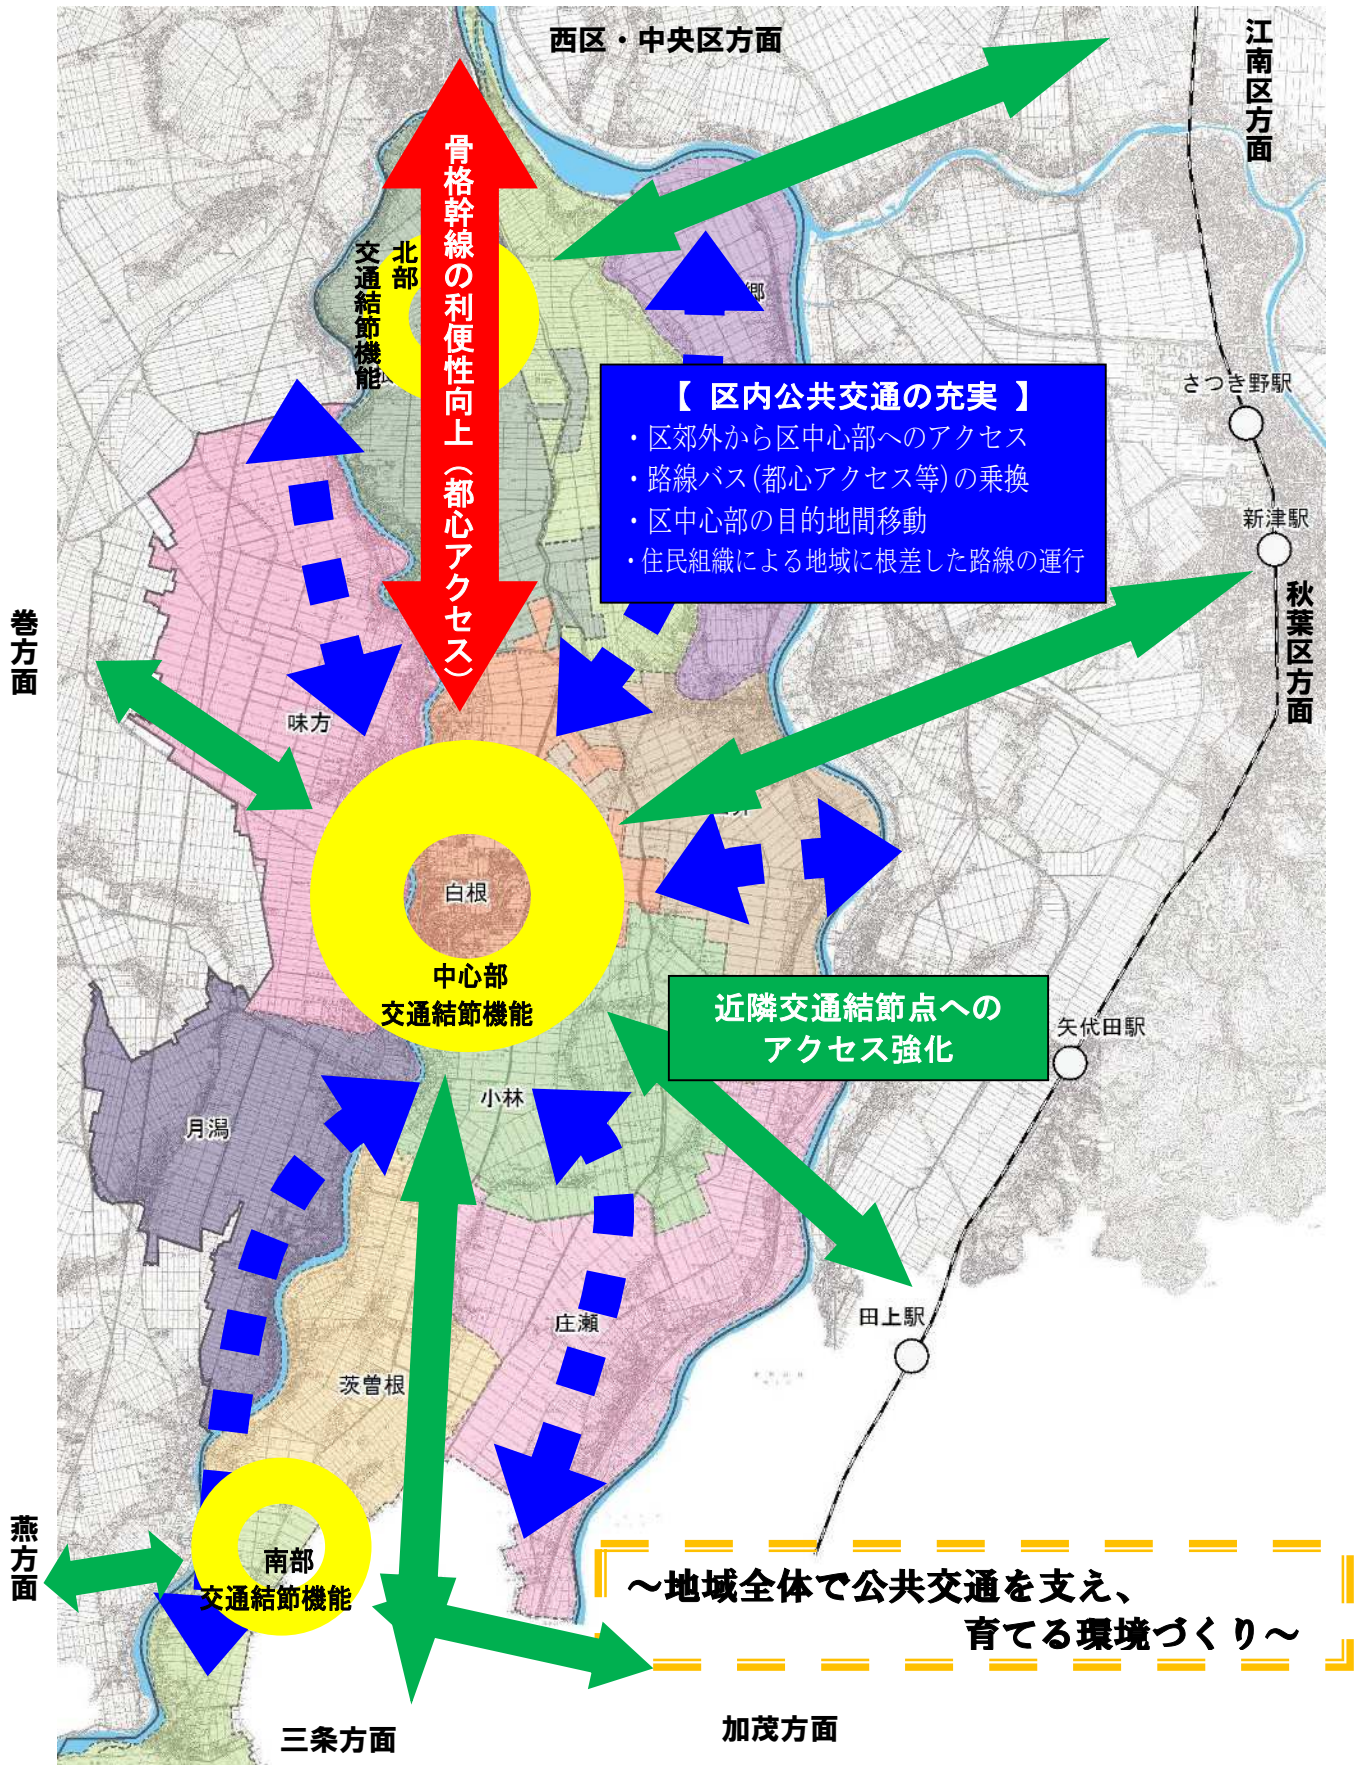 西区・中央区方面
江南区方面
骨格幹線の利便性向上（都心アクセス）
北部
交通結節機能
郷
【 区内公共交通の充実 】
・区郊外から区中心部へのアクセス
・路線バス(都心アクセス等)の乗換
・区中心部の目的地間移動
・住民組織による地域に根差した路線の運行
さつき野駅
新津駅
秋葉区方面
巻方面
味方
白根
中心部
交通結節機能
近隣交通結節点への
アクセス強化
矢代田駅
小林
月潟
田上駅
庄瀬
茨曽根
燕方面
南部
交通結節機能
～地域全体で公共交通を支え、
育てる環境づくり～
三条方面
加茂方面